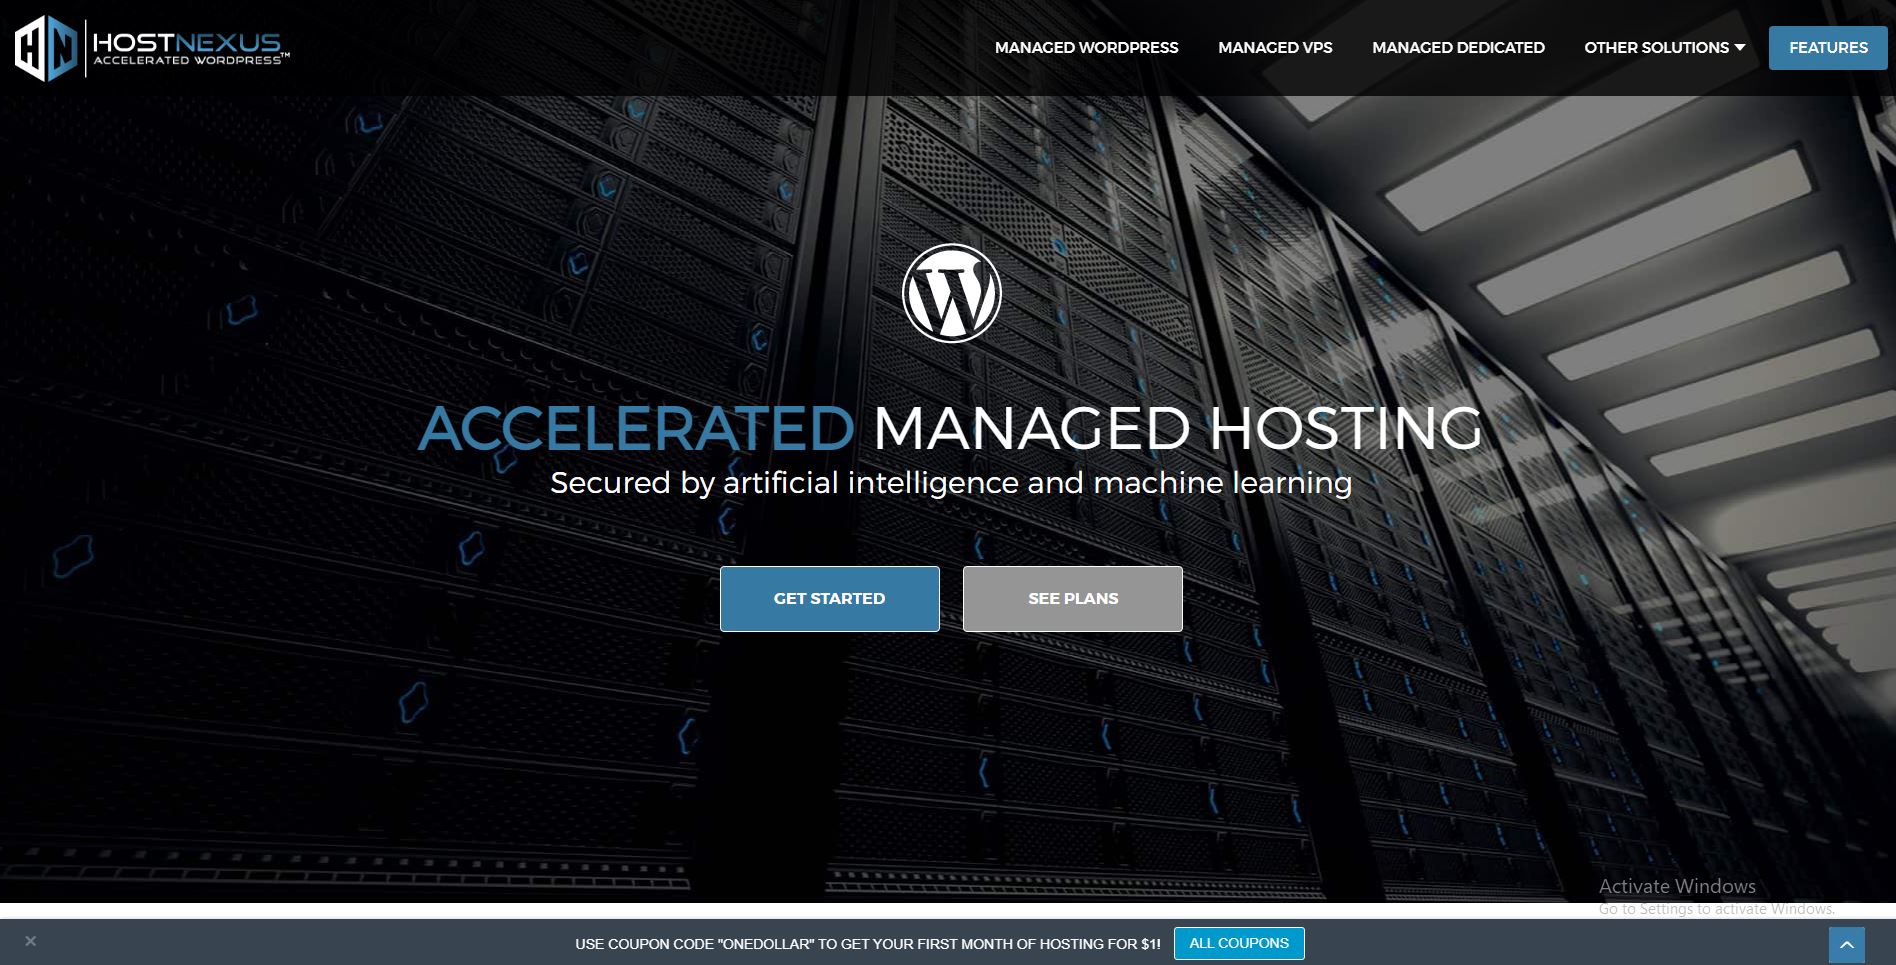 HN HOSTNEXUS
ACCELERATED WORDPRESS™
MANAGED WORDPRESS MANAGED VPS MANAGED DEDICATED OTHER SOLUTIONS FEATURES
W
ACCELERATED MANAGED HOSTING
Secured by artificial intelligence and machine learning
GET STARTED SEE PLANS
Activate Windows
Go to Settings to activate Windows.
× USE COUPON CODE "ONEDOLLAR" TO GET YOUR FIRST MONTH OF HOSTING FOR $1! ALL COUPONS